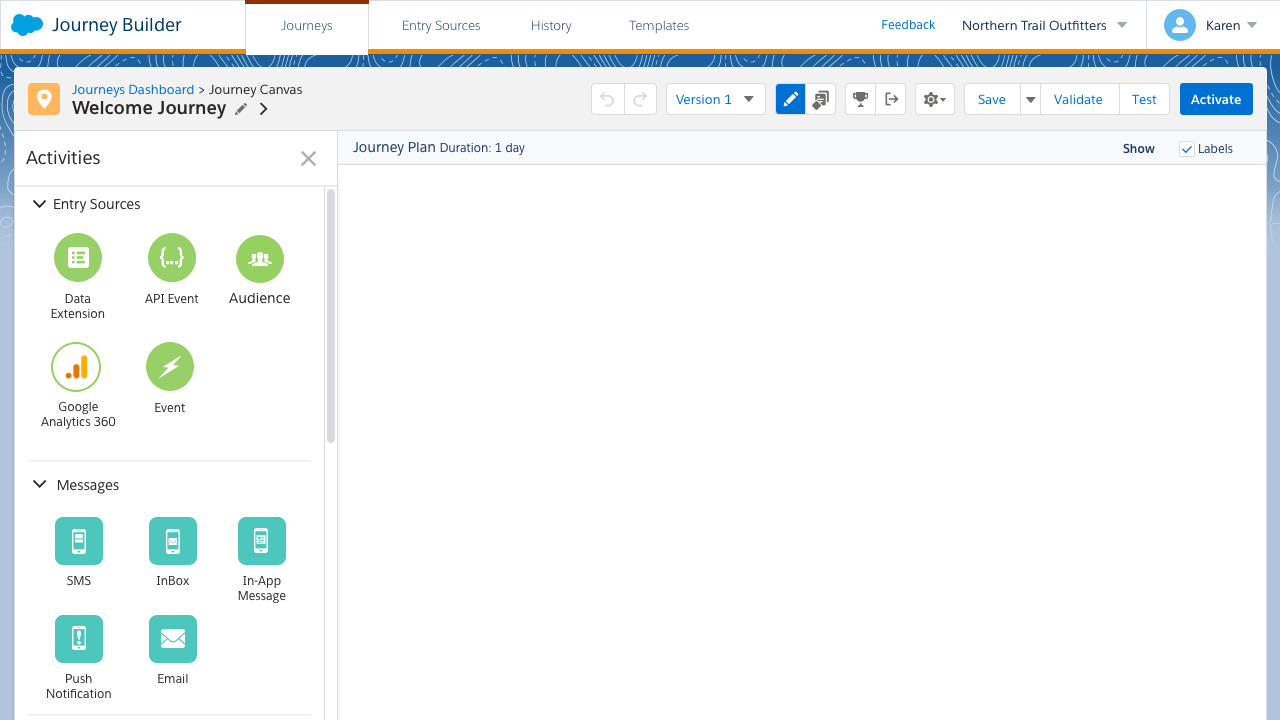 Journey Builder
Journeys
Entry Sources
History
Templates
Feedback
Northern Trail Outfitters
Karen
Journeys Dashboard > Journey Canvas
Welcome Journey
Version 1
Save
Validate
Test
Activate
Activities
Journey Plan Duration: 1 day
Show
Labels
Entry Sources
Data
Extension
{...}
API Event
Audience
Google
Analytics 360
Event
Messages
SMS
InBox
In-App
Message
Push
Notification
Email